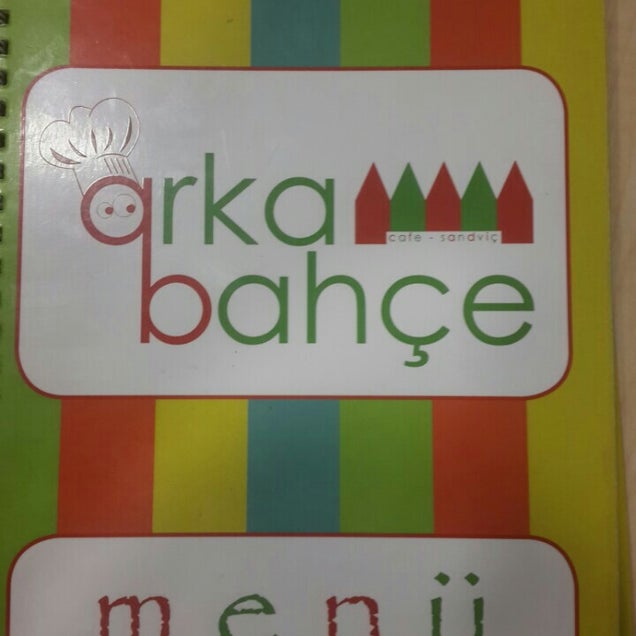 arka
cafe - sandviç
bahçe
menü